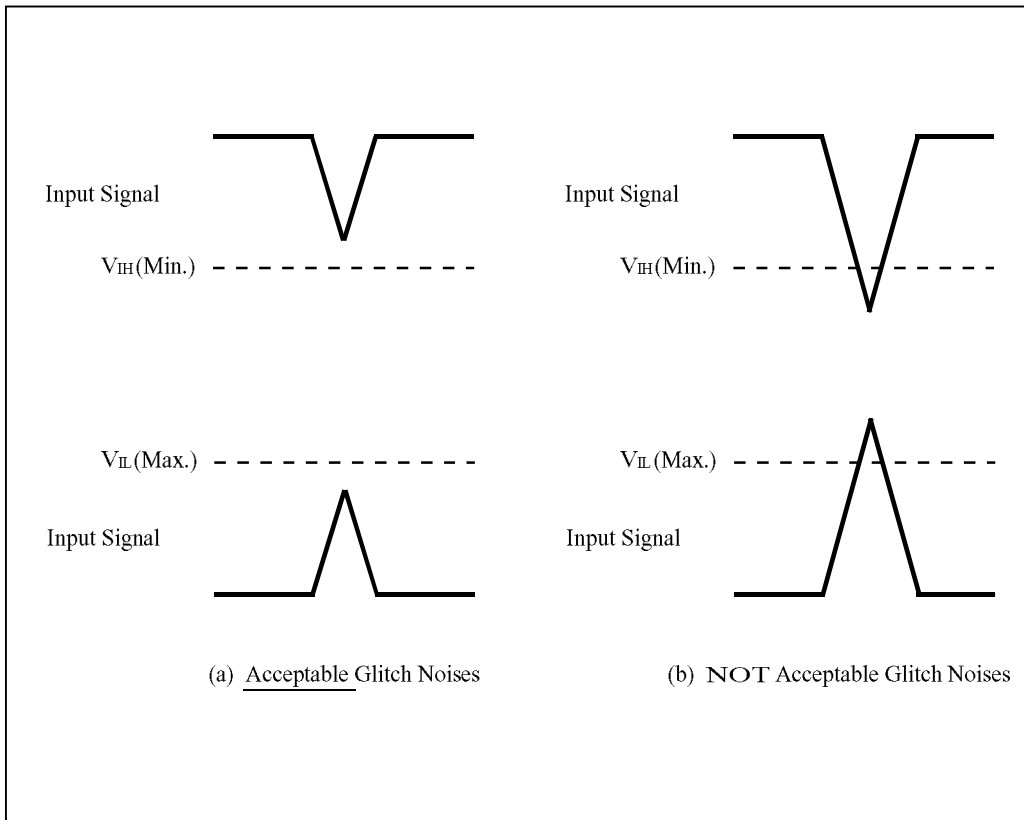 Input Signal
Input Signal
VIH(Min.)
VIH(Min.)
VIL(Max.)
VIL(Max.)
Input Signal
Input Signal
(a) Acceptable Glitch Noises
(b) NOT Acceptable Glitch Noises